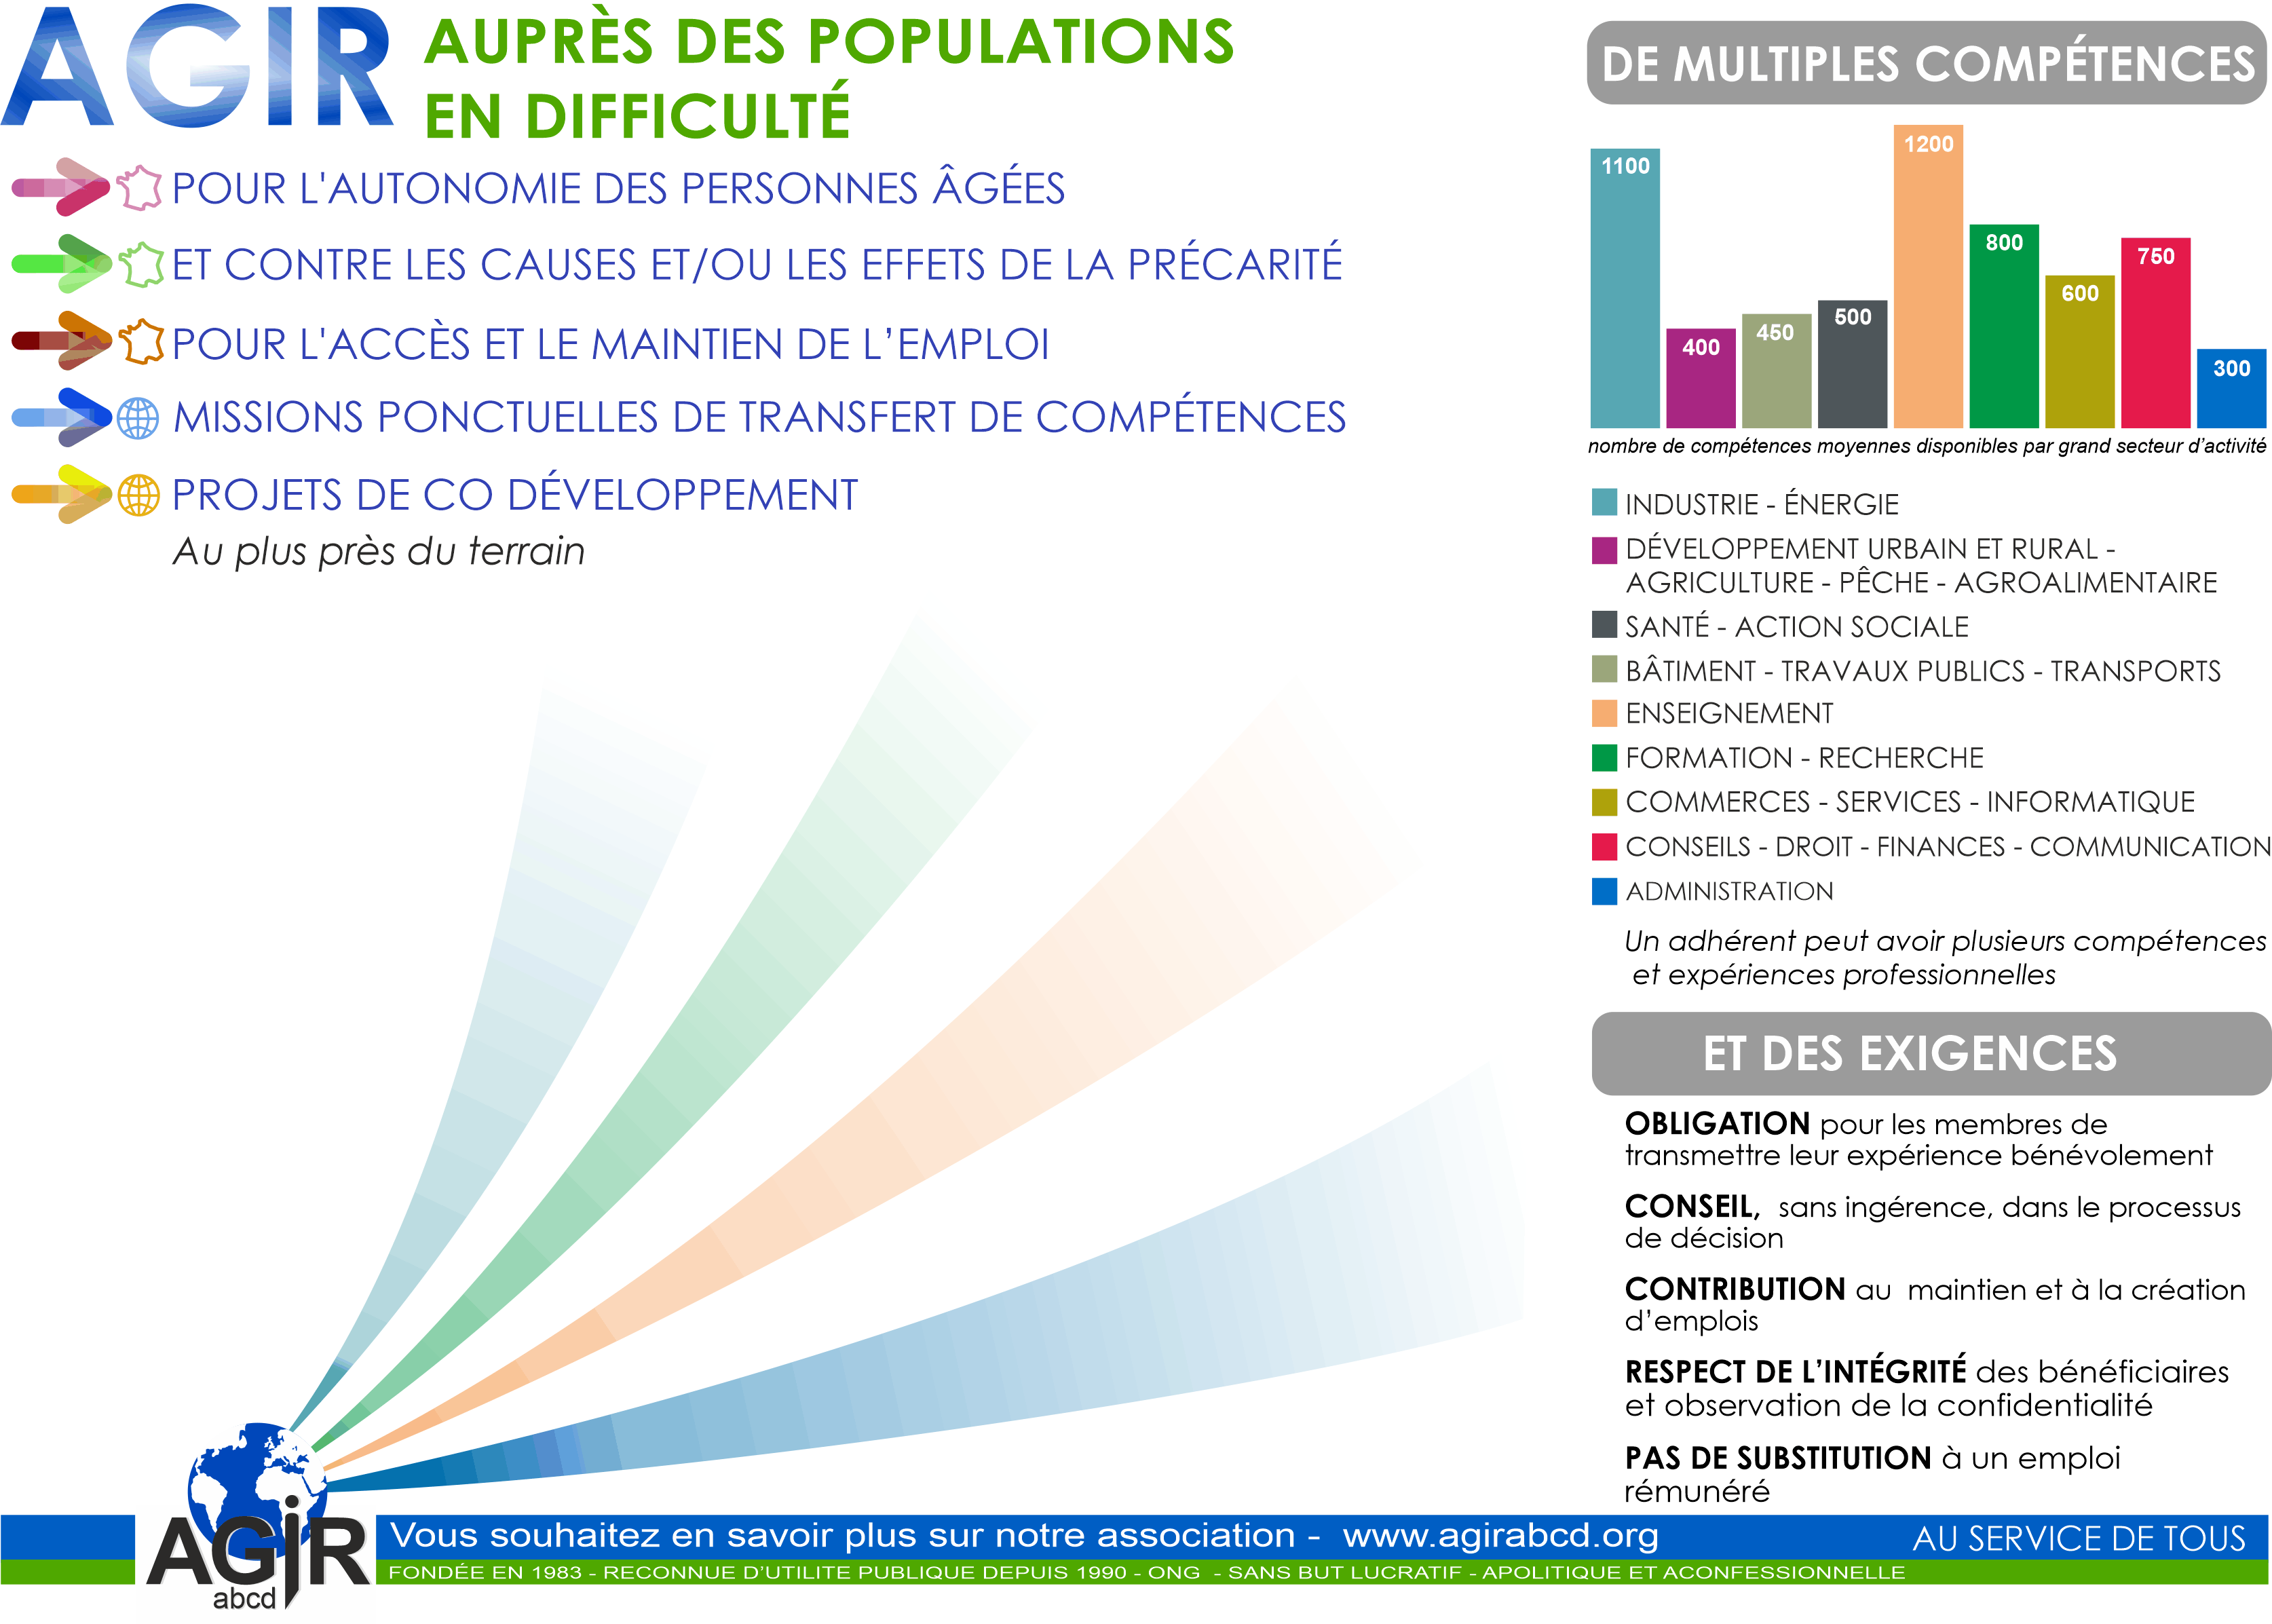 AGIR AUPRÈS DES POPULATIONS
EN DIFFICULTÉ
POUR L'AUTONOMIE DES PERSONNES ÂGÉES
ET CONTRE LES CAUSES ET/OU LES EFFETS DE LA PRÉCARITÉ
POUR L'ACCÈS ET LE MAINTIEN DE L’EMPLOI
MISSIONS PONCTUELLES DE TRANSFERT DE COMPÉTENCES
PROJETS DE CO DÉVELOPPEMENT
Au plus près du terrain
DE MULTIPLES COMPÉTENCES
1100
400
450
500
1200
800
600
750
300
nombre de compétences moyennes disponibles par grand secteur d’activité
INDUSTRIE - ÉNERGIE
DÉVELOPPEMENT URBAIN ET RURAL -
AGRICULTURE - PÊCHE - AGROALIMENTAIRE
SANTÉ - ACTION SOCIALE
BÂTIMENT - TRAVAUX PUBLICS - TRANSPORTS
ENSEIGNEMENT
FORMATION - RECHERCHE
COMMERCES - SERVICES - INFORMATIQUE
CONSEILS - DROIT - FINANCES - COMMUNICATION
ADMINISTRATION
Un adhérent peut avoir plusieurs compétences
et expériences professionnelles
ET DES EXIGENCES
OBLIGATION pour les membres de
transmettre leur expérience bénévolement
CONSEIL, sans ingérence, dans le processus
de décision
CONTRIBUTION au maintien et à la création
d’emplois
RESPECT DE L’INTÉGRITÉ des bénéficiaires
et observation de la confidentialité
PAS DE SUBSTITUTION à un emploi
rémunéré
AGIR
abcd
Vous souhaitez en savoir plus sur notre association - www.agirabcd.org
AU SERVICE DE TOUS
FONDÉE EN 1983 - RECONNUE D’UTILITE PUBLIQUE DEPUIS 1990 - ONG - SANS BUT LUCRATIF - APOLITIQUE ET ACONFESSIONNELLE